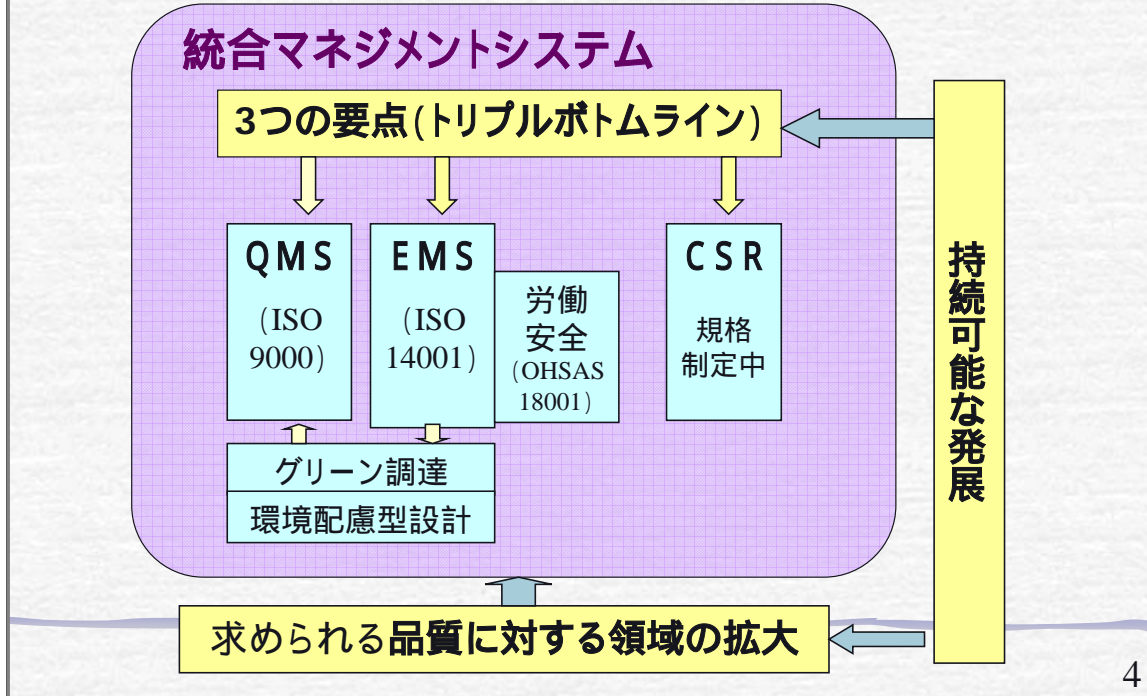 統合マネジメントシステム
3つの要点(トリプルボトムライン)
QMS
(ISO
9000)
EMS
(ISO
14001)
労働
安全
(OHSAS
18001)
CSR
規格
制定中
グリーン調達
環境配慮型設計
持続可能な発展
求められる品質に対する領域の拡大
4